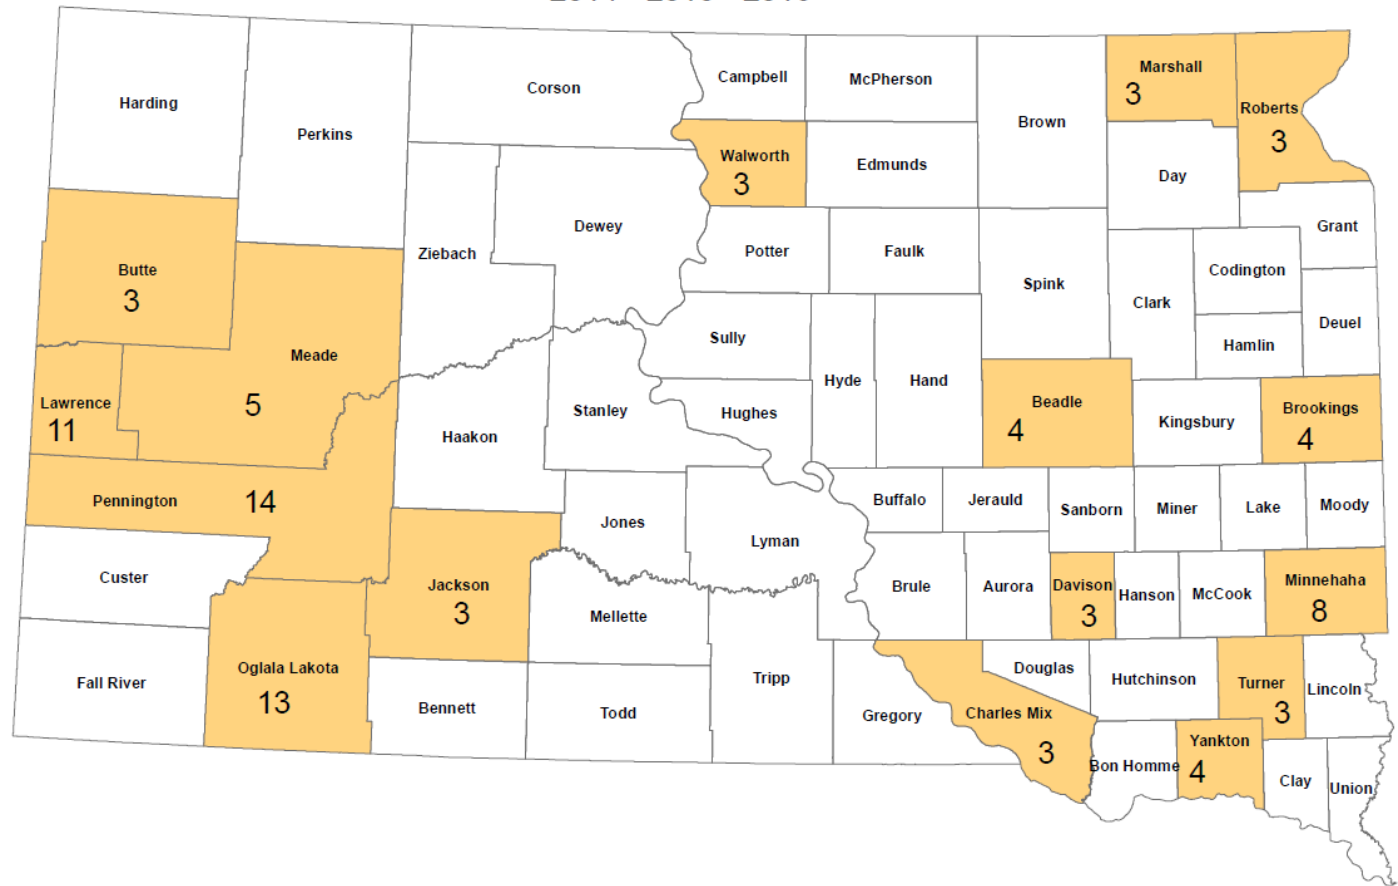 Harding
Perkins
Corson
Campbell
McPherson
Brown
Marshall
3
Roberts
3
Walworth
3
Edmunds
Day
Butte
3
Ziebach
Dewey
Potter
Faulk
Spink
Grant
Codington
Clark
Deuel
Hamlin
Meade
5
Sully
Hyde
Hand
Lawrence
11
Stanley
Hughes
Beadle
4
Kingsbury
Brookings
4
Haakon
Pennington
14
Jones
Lyman
Buffalo
Jerauld
Sanborn
Miner
Lake
Moody
Custer
Jackson
3
Mellette
Brule
Aurora
Davison
3
Hanson
McCook
Minnehaha
8
Fall River
Oglala Lakota
13
Bennett
Todd
Tripp
Gregory
Charles Mix
3
Douglas
Hutchinson
Turner
3
Lincoln
Bon Homme
Yankton
4
Clay
Union